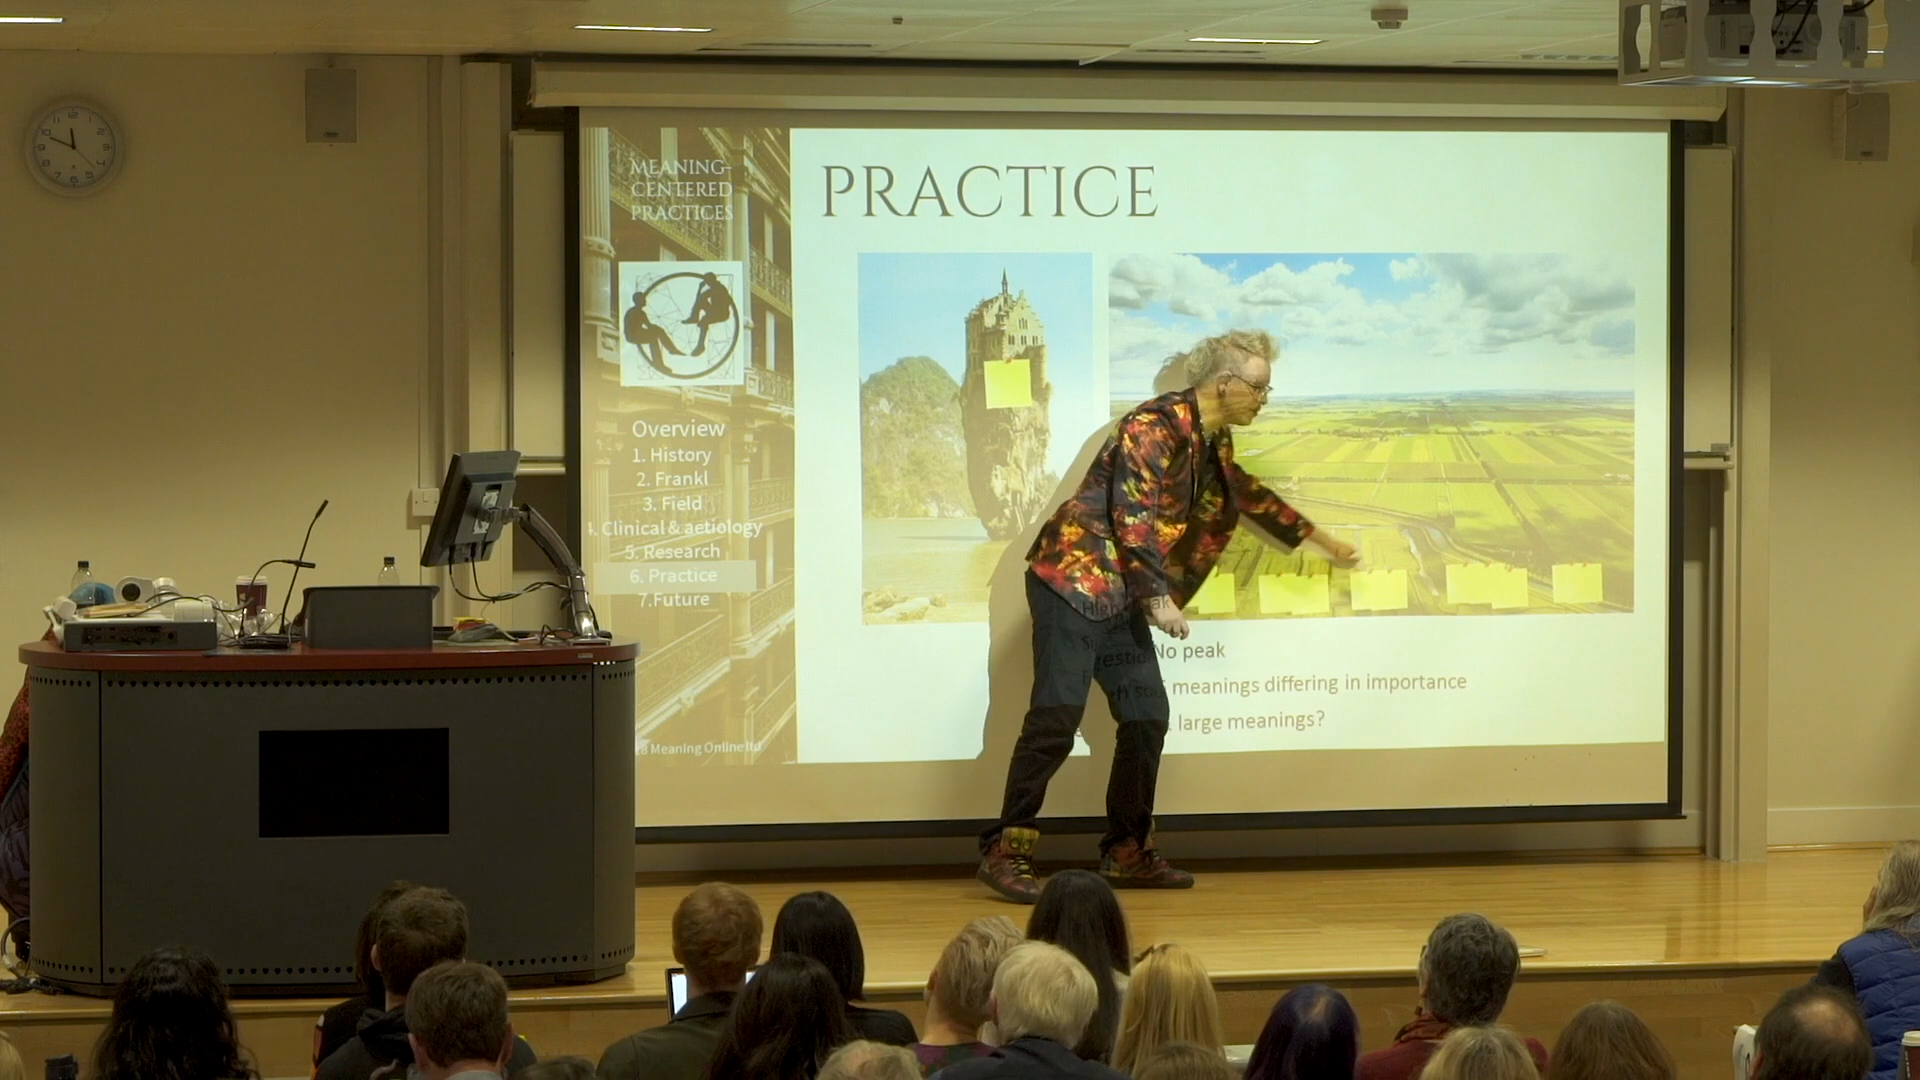 MEANING-
CENTERED
PRACTICES
Overview
1. History
2. Frankl
3. Field
4. Clinical & aetiology
5. Research
6. Practice
7.Future
18 Meaning Online ltd
PRACTICE
No peak
meanings differing in importance
large meanings?